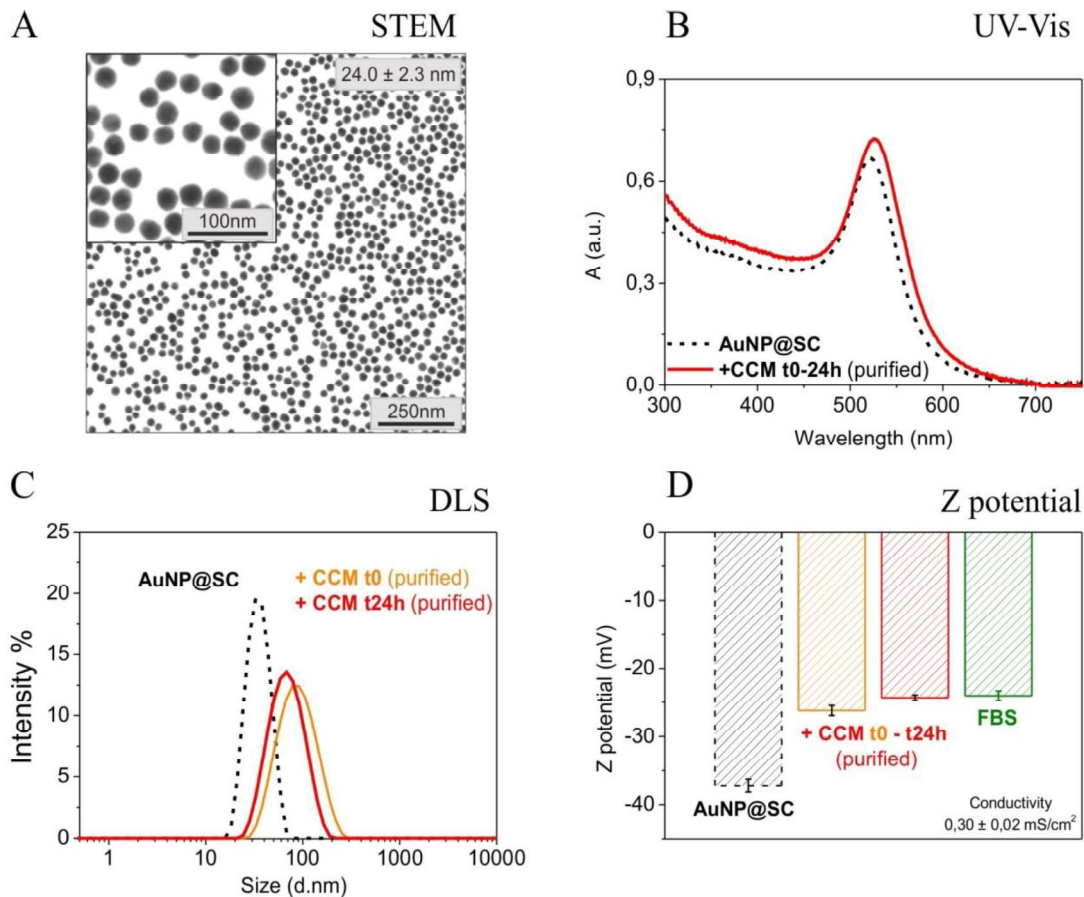 A
STEM
24.0 ± 2.3 nm
100nm
250nm
B
UV-Vis
0,9
0,6
0,3
0,0
A (a.u.)
AuNP@SC
+CCM t0-24h (purified)
300 400 500 600 700
Wavelength (nm)
C
DLS
25
20
15
10
5
0
Intensity %
AuNP@SC
+ CCM t0 (purified)
+ CCM t24h (purified)
1 10 100 1000 10000
Size (d.nm)
D
Z potential
0
-10
-20
-30
-40
Z potential (mV)
AuNP@SC
+ CCM t0 - t24h
(purified)
FBS
Conductivity
0,30 ± 0,02 mS/cm²